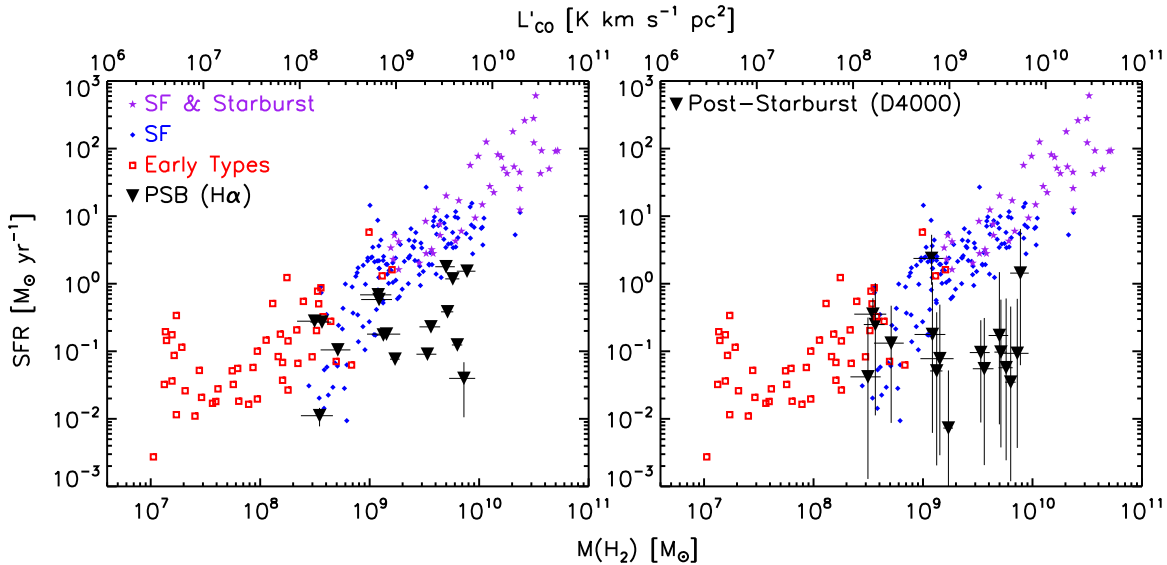 L'CO [K km s⁻¹ pc²]
10⁶ 10⁷ 10⁸ 10⁹ 10¹⁰ 10¹¹ 10⁶ 10⁷ 10⁸ 10⁹ 10¹⁰ 10¹¹
SF & Starburst
SF
Early Types
PSB (Hα)
Post-Starburst (D4000)
SFR [M⊙ yr⁻¹]
10³
10²
10¹
10⁰
10⁻¹
10⁻²
10⁻³
10³
10²
10¹
10⁰
10⁻¹
10⁻²
10⁻³
10⁷ 10⁸ 10⁹ 10¹⁰ 10¹¹ 10⁷ 10⁸ 10⁹ 10¹⁰ 10¹¹
M(H₂) [M⊙]